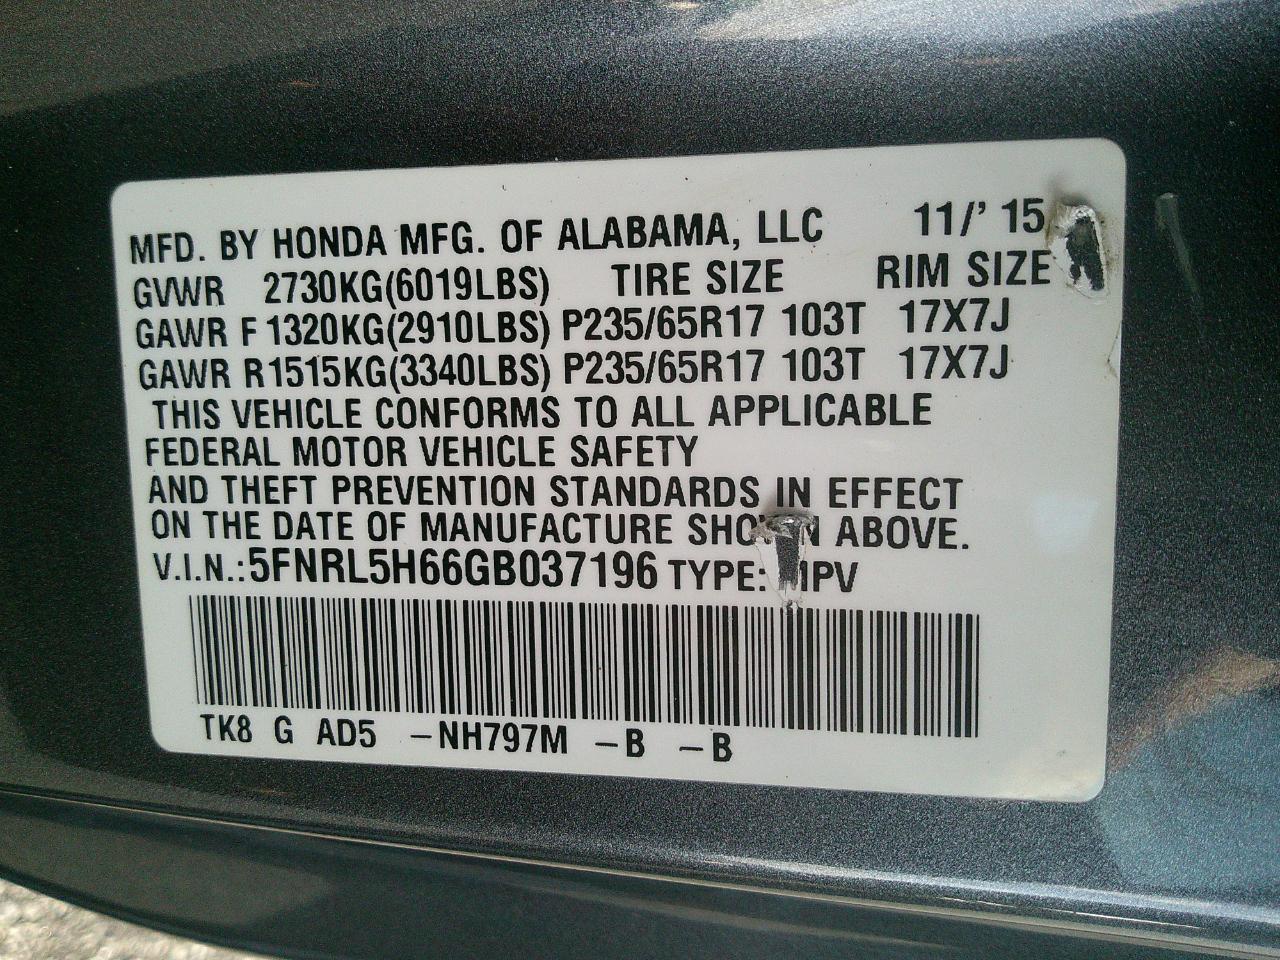 MFD. BY HONDA MFG. OF ALABAMA, LLC 11/' 15
GVWR 2730KG(6019LBS) TIRE SIZE RIM SIZE
GAWR F 1320KG(2910LBS) P235/65R17 103T 17X7J
GAWR R1515KG(3340LBS) P235/65R17 103T 17X7J
THIS VEHICLE CONFORMS TO ALL APPLICABLE
FEDERAL MOTOR VEHICLE SAFETY
AND THEFT PREVENTION STANDARDS IN EFFECT
ON THE DATE OF MANUFACTURE SHOWN ABOVE.
V.I.N.:5FNRL5H66GB037196 TYPE: MPV
TK8 G AD5 -NH797M -B -B